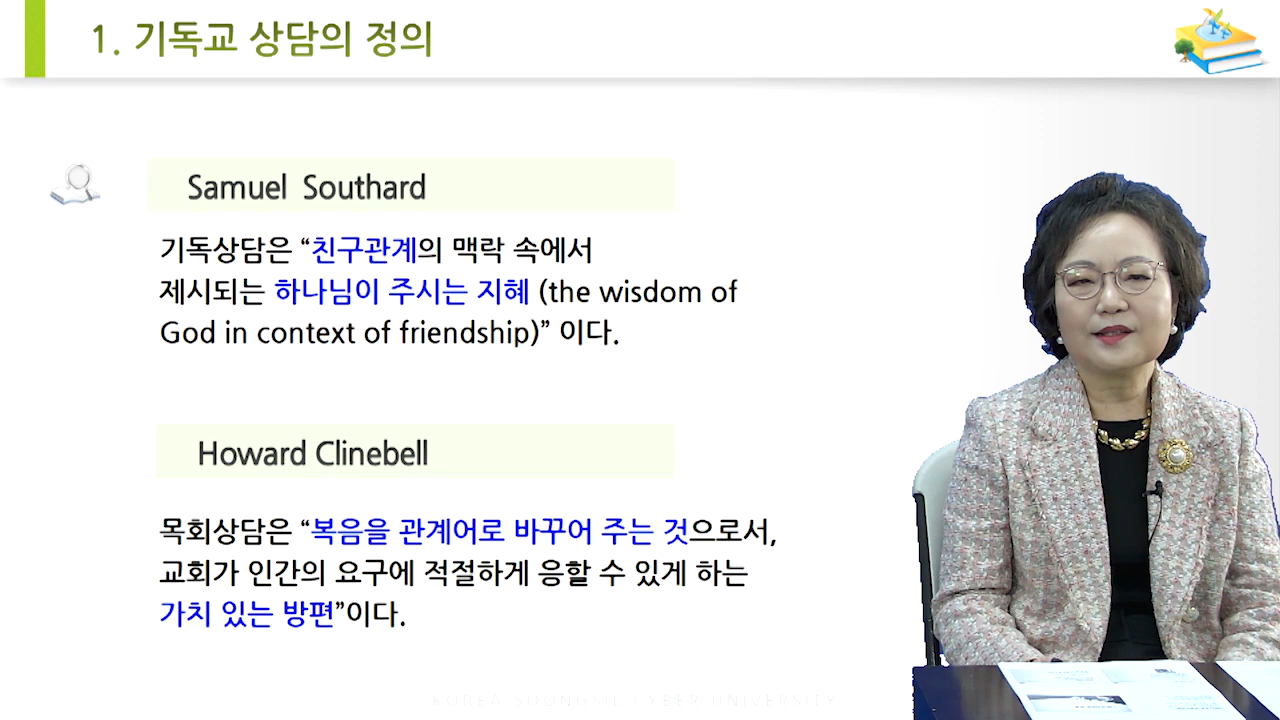 1. 기독교 상담의 정의
Samuel Southard
기독상담은 “친구관계의 맥락 속에서
제시되는 하나님이 주시는 지혜 (the wisdom of
God in context of friendship)” 이다.
Howard Clinebell
목회상담은 “복음을 관계어로 바꾸어 주는 것으로서,
교회가 인간의 요구에 적절하게 응할 수 있게 하는
가치 있는 방편”이다.
KOREA SOONGSIL CYBER UNIVERSITY